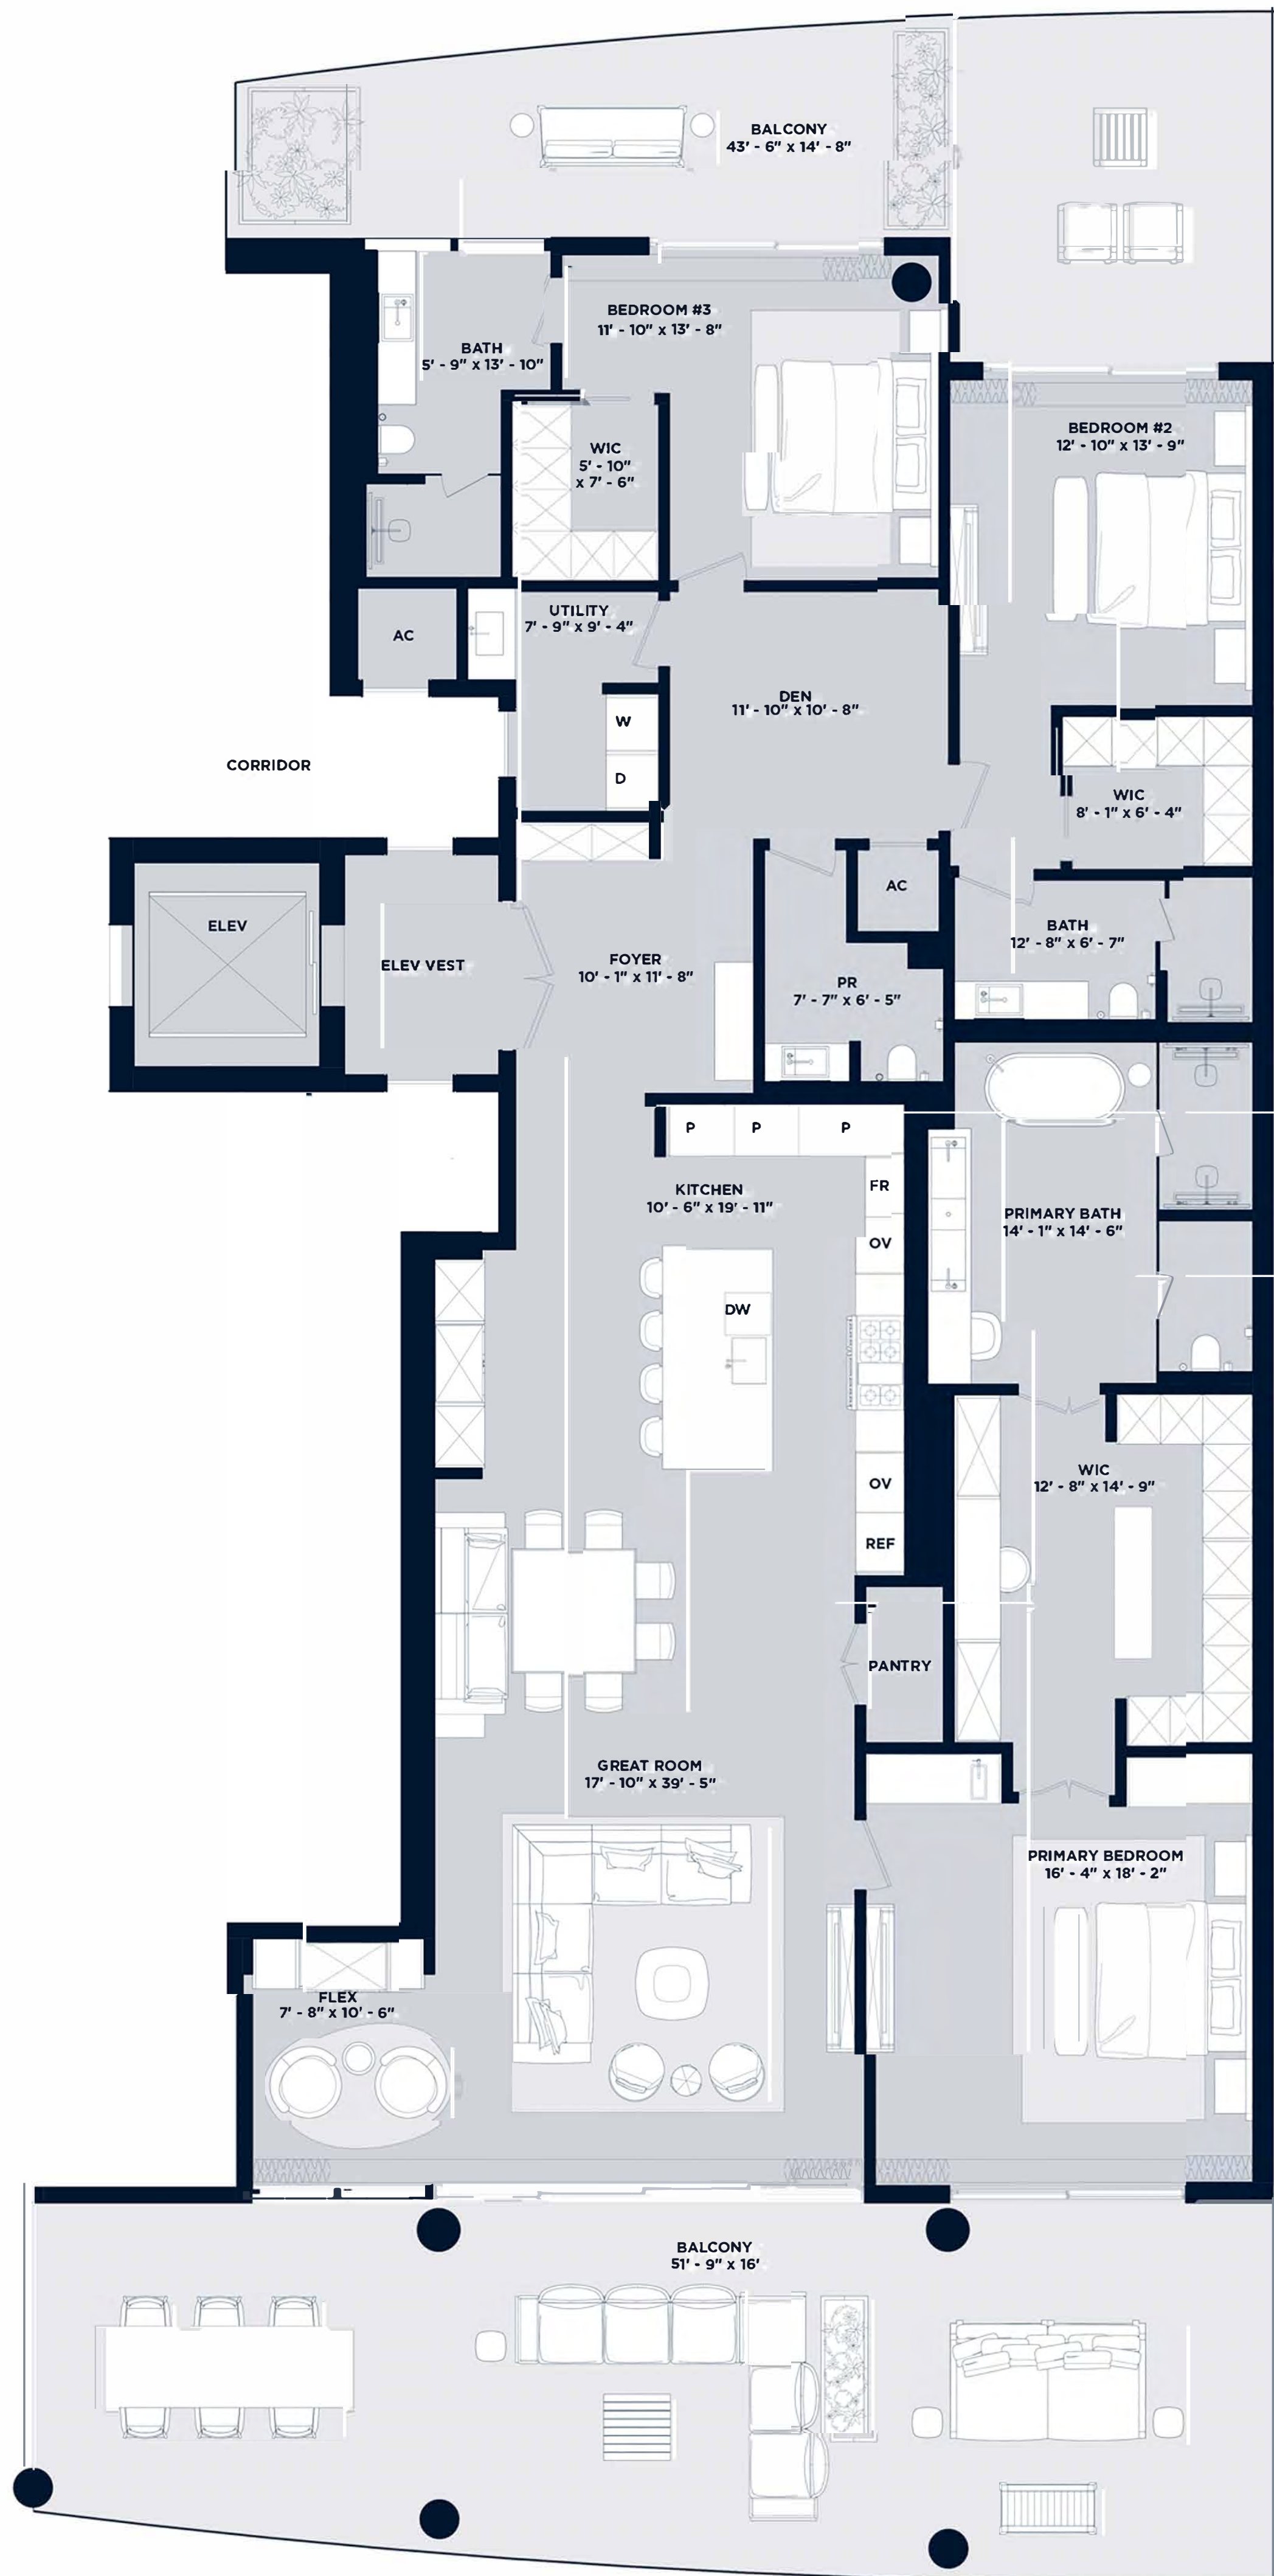 BALCONY
43' - 6" x 14' - 8"
BEDROOM #3
11' - 10" x 13' - 8"
BATH
5' - 9" x 13' - 10"
BEDROOM #2
12' - 10" x 13' - 9"
WIC
5' - 10"
x 7' - 6"
UTILITY
7' - 9" x 9' - 4"
AC
DEN
11' - 10" x 10' - 8"
W
D
CORRIDOR
WIC
8' - 1" x 6' - 4"
AC
ELEV
ELEV VEST
FOYER
10' - 1" x 11' - 8"
BATH
12' - 8" x 6' - 7"
PR
7' - 7" x 6' - 5"
P P P
KITCHEN
10' - 6" x 19' - 11"
FR
OV
PRIMARY BATH
14' - 1" x 14' - 6"
DW
WIC
12' - 8" x 14' - 9"
OV
REF
PANTRY
GREAT ROOM
17' - 10" x 39' - 5"
PRIMARY BEDROOM
16' - 4" x 18' - 2"
FLEX
7' - 8" x 10' - 6"
BALCONY
51' - 9" x 16'